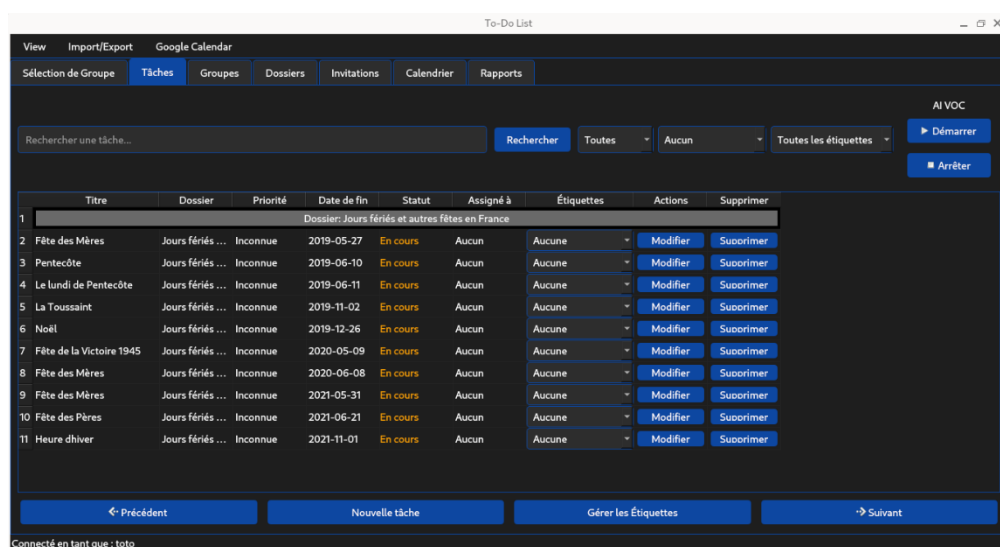 To-Do List
View Import/Export Google Calendar
Sélection de Groupe Tâches Groupes Dossiers Invitations Calendrier Rapports
AI VOC
Rechercher une tâche... Rechercher Toutes Aucun Toutes les étiquettes Démarrer
Arrêter
Titre Dossier Priorité Date de fin Statut Assigné à Étiquettes Actions Supprimer
1 Dossier: Jours fériés et autres fêtes en France
2 Fête des Mères Jours fériés ... Inconnue 2019-05-27 En cours Aucun Aucune Modifier Supprimer
3 Pentecôte Jours fériés ... Inconnue 2019-06-10 En cours Aucun Aucune Modifier Supprimer
4 Le lundi de Pentecôte Jours fériés ... Inconnue 2019-06-11 En cours Aucun Aucune Modifier Supprimer
5 La Toussaint Jours fériés ... Inconnue 2019-11-02 En cours Aucun Aucune Modifier Supprimer
6 Noël Jours fériés ... Inconnue 2019-12-26 En cours Aucun Aucune Modifier Supprimer
7 Fête de la Victoire 1945 Jours fériés ... Inconnue 2020-05-09 En cours Aucun Aucune Modifier Supprimer
8 Fête des Mères Jours fériés ... Inconnue 2020-06-08 En cours Aucun Aucune Modifier Supprimer
9 Fête des Mères Jours fériés ... Inconnue 2021-05-31 En cours Aucun Aucune Modifier Supprimer
10 Fête des Pères Jours fériés ... Inconnue 2021-06-21 En cours Aucun Aucune Modifier Supprimer
11 Heure dhiver Jours fériés ... Inconnue 2021-11-01 En cours Aucun Aucune Modifier Supprimer
Précédent Nouvelle tâche Gérer les Étiquettes Suivant
Connecté en tant que : toto